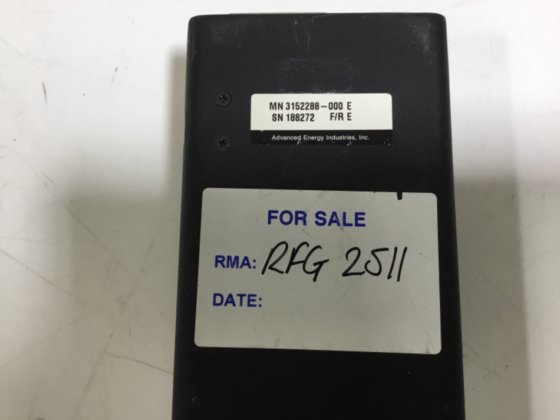 MN 3152288-000 E
SN 188272 F/R E
Advanced Energy Industries, Inc.
FOR SALE
RMA: RFG 2511
DATE: